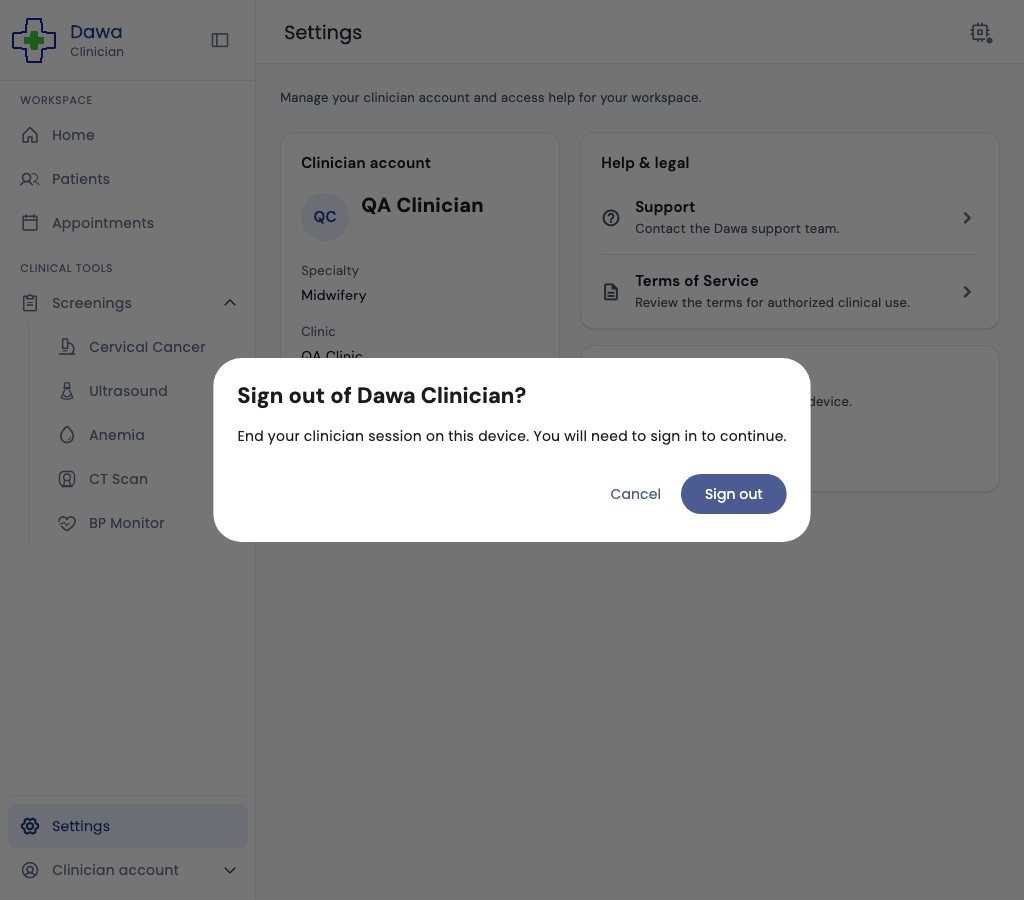 Dawa
Clinician
WORKSPACE
Home
Patients
Appointments
CLINICAL TOOLS
Screenings
Cervical Cancer
Ultrasound
Anemia
CT Scan
BP Monitor
Settings
Clinician account
Settings
Manage your clinician account and access help for your workspace.
Clinician account
QC
QA Clinician
Specialty
Midwifery
Clinic
QA Clinic
Help & legal
Support
Contact the Dawa support team.
Terms of Service
Review the terms for authorized clinical use.
device.
Sign out of Dawa Clinician?
End your clinician session on this device. You will need to sign in to continue.
Cancel
Sign out